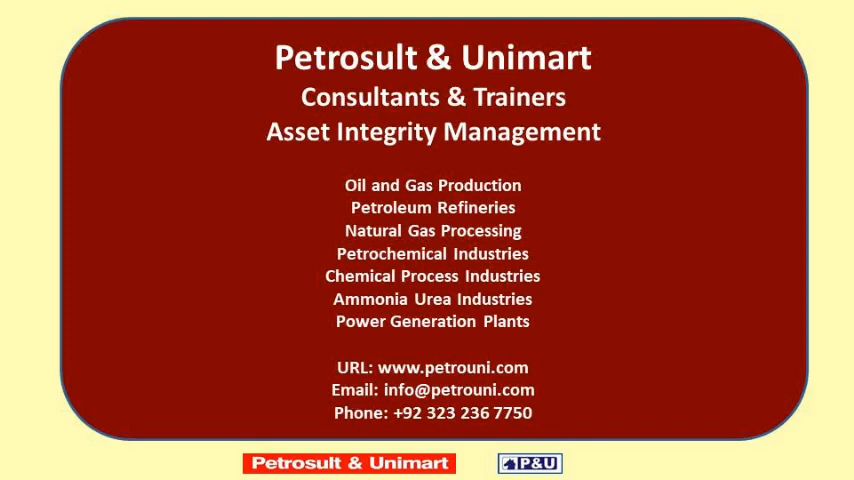 Petrosult & Unimart
Consultants & Trainers
Asset Integrity Management
Oil and Gas Production
Petroleum Refineries
Natural Gas Processing
Petrochemical Industries
Chemical Process Industries
Ammonia Urea Industries
Power Generation Plants
URL: www.petrouni.com
Email: info@petrouni.com
Phone: +92 323 236 7750
Petrosult & Unimart
P&U